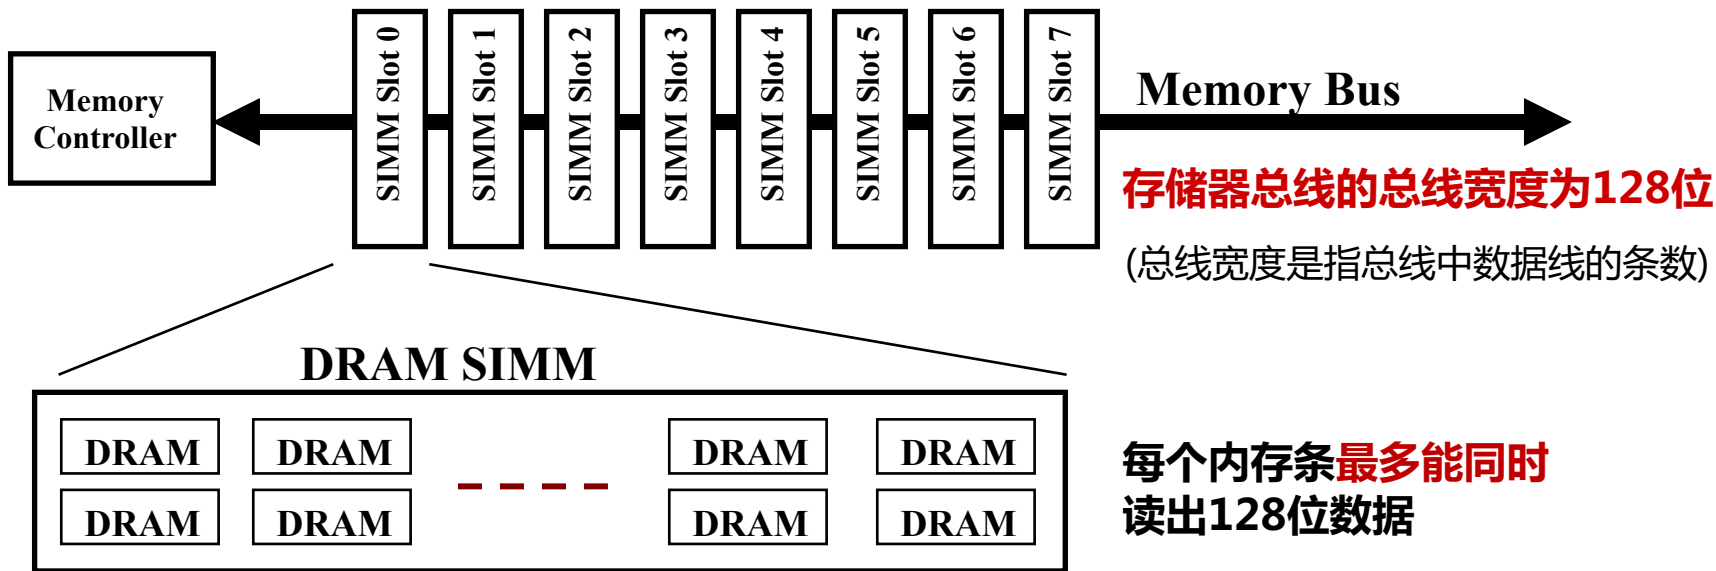 Memory
Controller
SIMM Slot 0
SIMM Slot 1
SIMM Slot 2
SIMM Slot 3
SIMM Slot 4
SIMM Slot 5
SIMM Slot 6
SIMM Slot 7
Memory Bus
存储器总线的总线宽度为128位
(总线宽度是指总线中数据线的条数)
DRAM SIMM
DRAM DRAM DRAM DRAM
DRAM DRAM DRAM DRAM
每个内存条最多能同时
读出128位数据